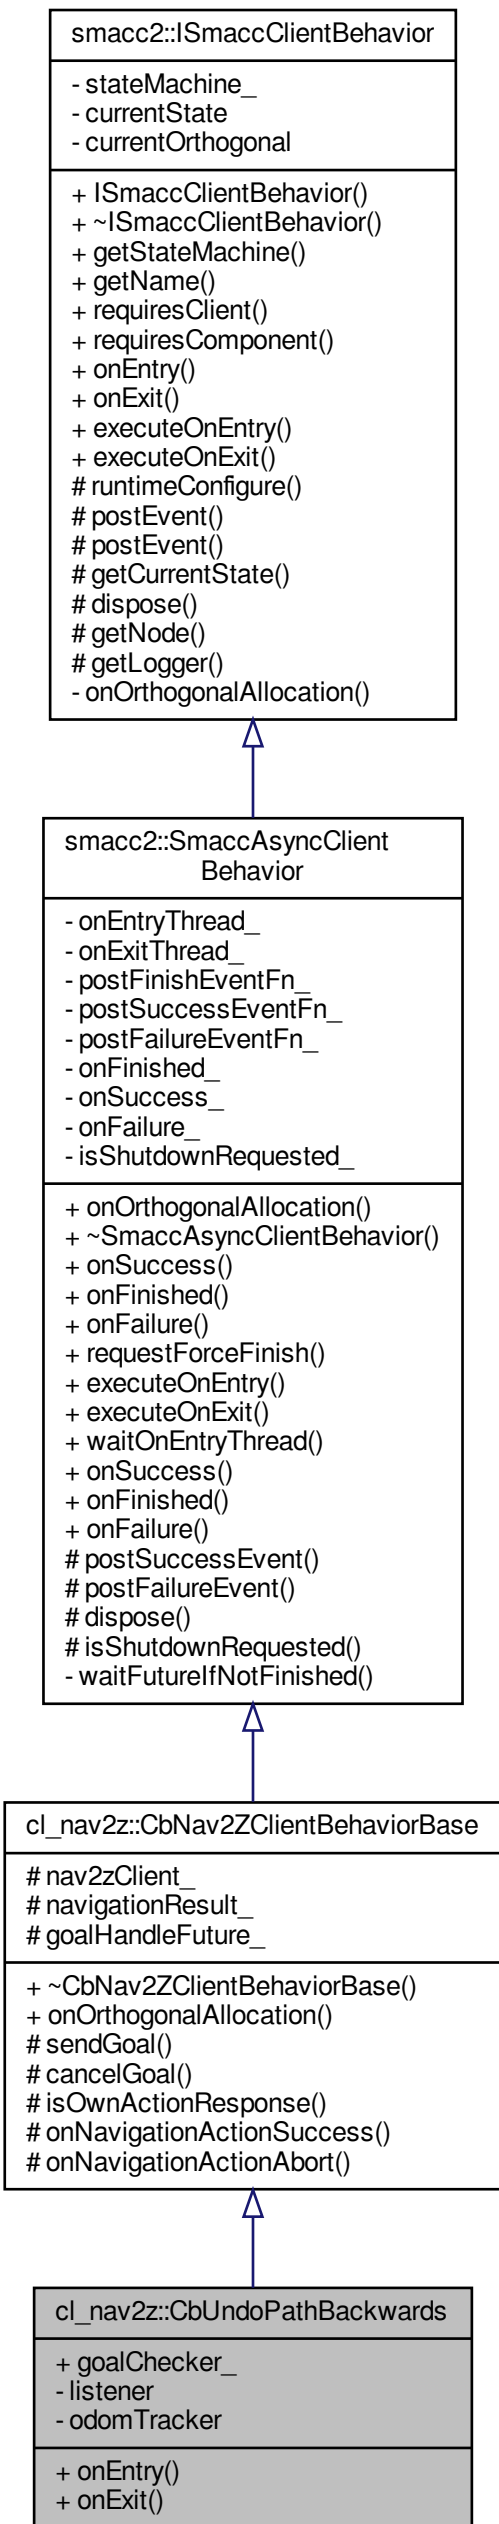 smacc2::ISmaccClientBehavior
- stateMachine_
- currentState
- currentOrthogonal
+ ISmaccClientBehavior()
+ ~ISmaccClientBehavior()
+ getStateMachine()
+ getName()
+ requiresClient()
+ requiresComponent()
+ onEntry()
+ onExit()
+ executeOnEntry()
+ executeOnExit()
# runtimeConfigure()
# postEvent()
# postEvent()
# getCurrentState()
# dispose()
# getNode()
# getLogger()
- onOrthogonalAllocation()
smacc2::SmaccAsyncClient
Behavior
- onEntryThread_
- onExitThread_
- postFinishEventFn_
- postSuccessEventFn_
- postFailureEventFn_
- onFinished_
- onSuccess_
- onFailure_
- isShutdownRequested_
+ onOrthogonalAllocation()
+ ~SmaccAsyncClientBehavior()
+ onSuccess()
+ onFinished()
+ onFailure()
+ requestForceFinish()
+ executeOnEntry()
+ executeOnExit()
+ waitOnEntryThread()
+ onSuccess()
+ onFinished()
+ onFailure()
# postSuccessEvent()
# postFailureEvent()
# dispose()
# isShutdownRequested()
- waitFutureIfNotFinished()
cl_nav2z::CbNav2ZClientBehaviorBase
# nav2zClient_
# navigationResult_
# goalHandleFuture_
+ ~CbNav2ZClientBehaviorBase()
+ onOrthogonalAllocation()
# sendGoal()
# cancelGoal()
# isOwnActionResponse()
# onNavigationActionSuccess()
# onNavigationActionAbort()
cl_nav2z::CbUndoPathBackwards
+ goalChecker_
- listener
- odomTracker
+ onEntry()
+ onExit()